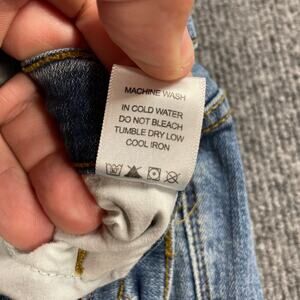 MACHINE WASH
IN COLD WATER
DO NOT BLEACH
TUMBLE DRY LOW
COOL IRON